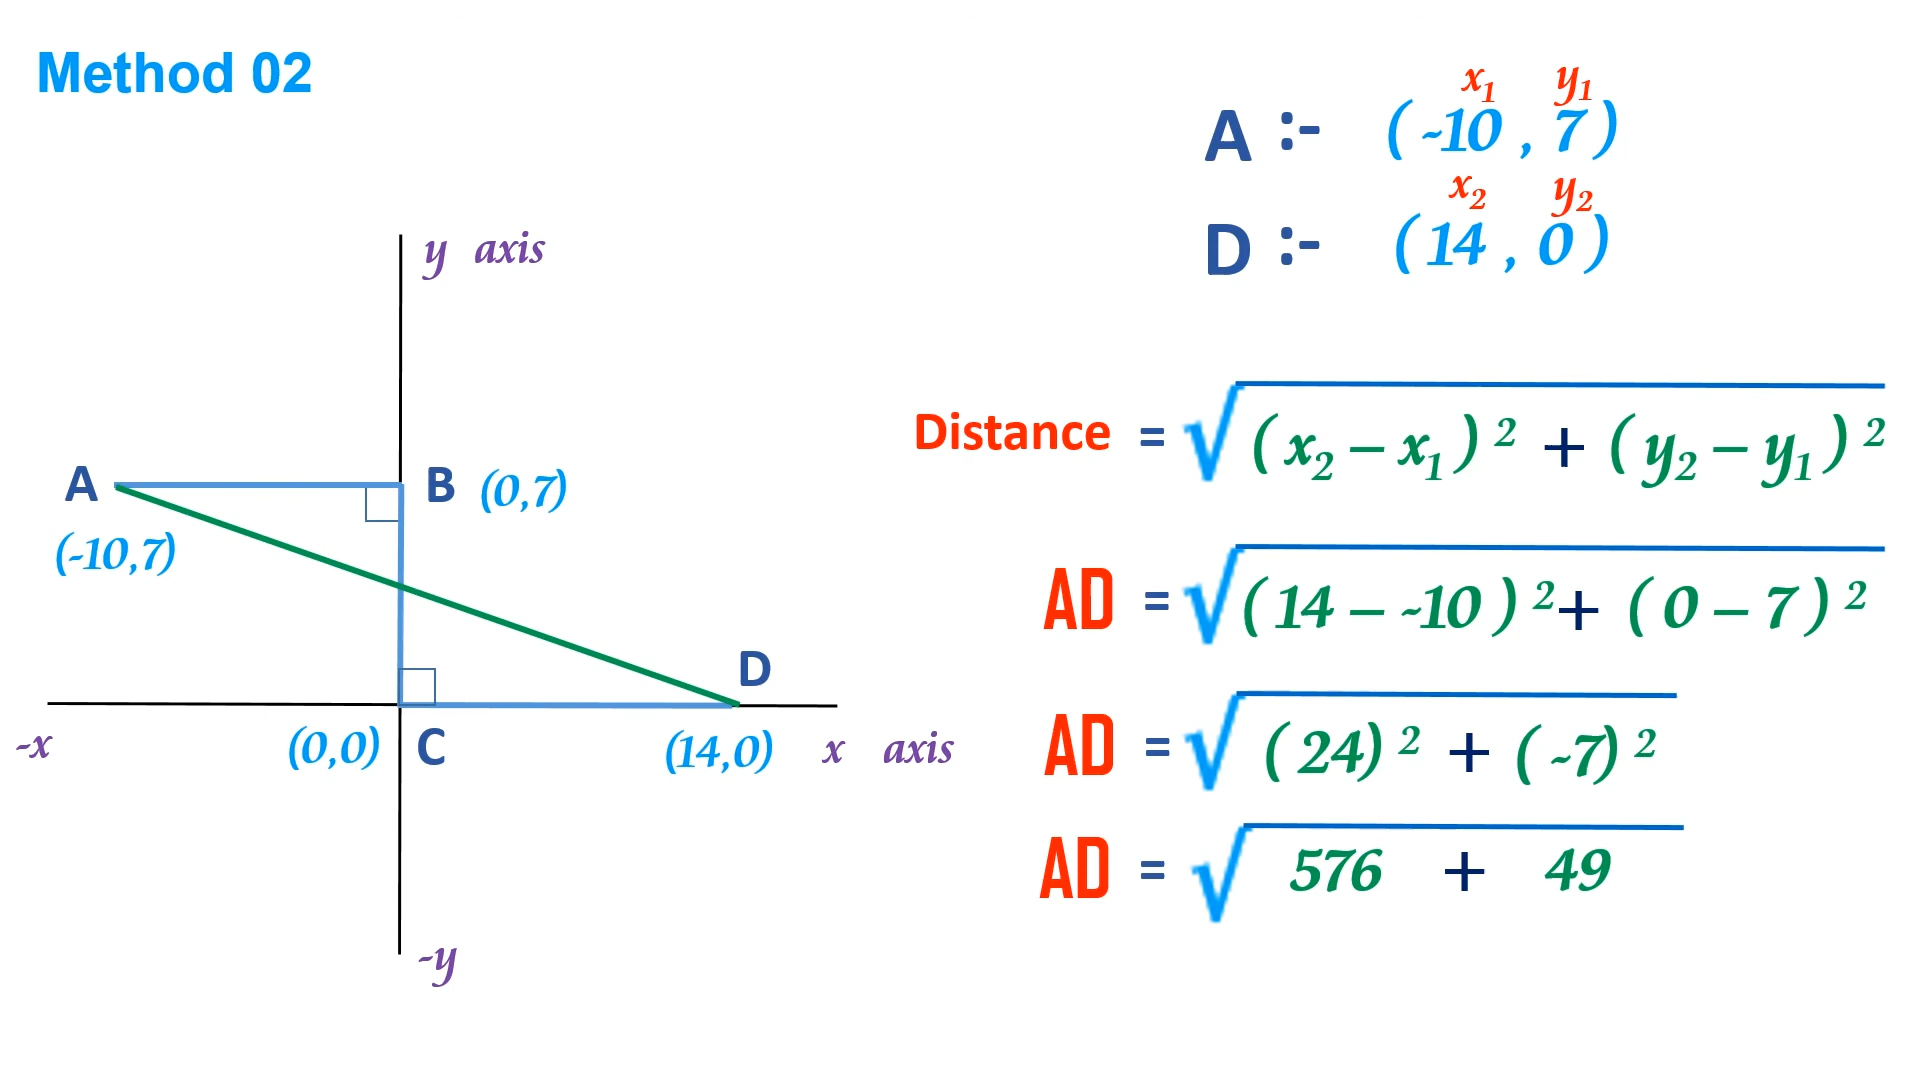 Method 02
x₁ y₁
A :- ( -10 , 7 )
x₂ y₂
D :- ( 14 , 0 )
y axis
Distance = √( x₂ – x₁ ) ² + ( y₂ – y₁ ) ²
A B (0,7)
(-10,7)
AD = √( 14 – -10 ) ² + ( 0 – 7 ) ²
D
-x (0,0) C (14,0) x axis
AD = √( 24) ² + ( -7) ²
AD = √ 576 + 49
-y